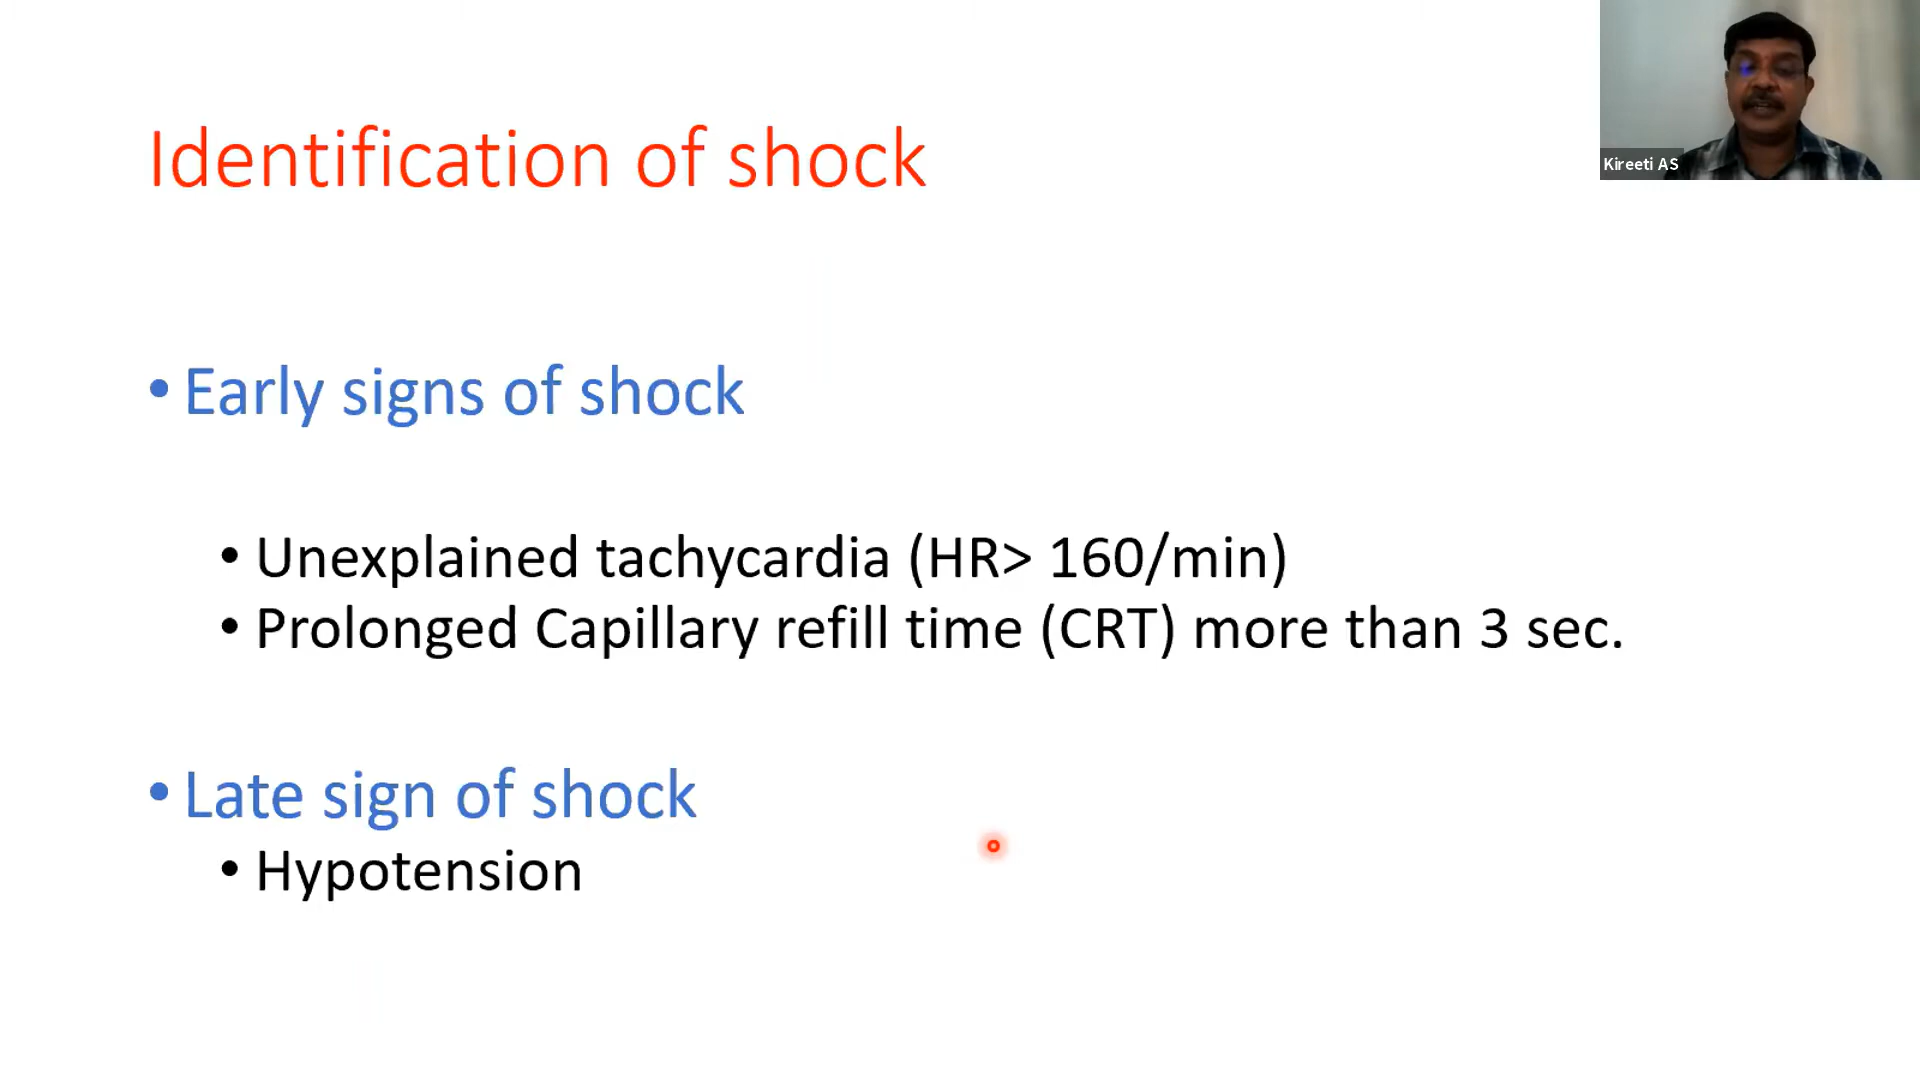 Identification of shock
Kireeti AS
• Early signs of shock
• Unexplained tachycardia (HR> 160/min)
• Prolonged Capillary refill time (CRT) more than 3 sec.
• Late sign of shock
• Hypotension